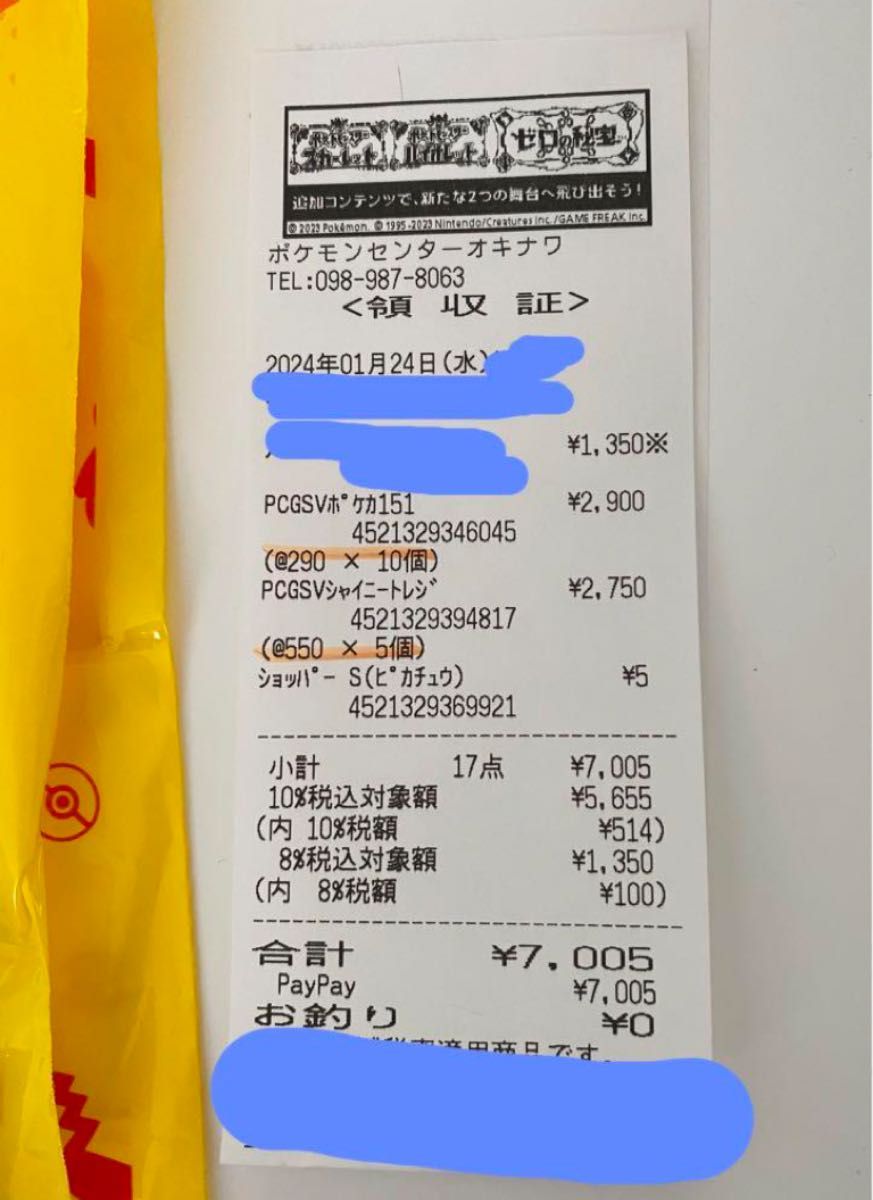 ポケットモンスター スカーレット ポケットモンスター バイオレット ゼロの秘宝
追加コンテンツで、新たな2つの舞台へ飛び出そう!
© 2023 Pokémon. © 1995-2023 Nintendo/Creatures Inc. /GAME FREAK Inc.
ポケモンセンターオキナワ
TEL:098-987-8063
<領 収 証>
2024年01月24日(水)
¥1,350※
PCGSVﾎﾟｹｶ151 ¥2,900
4521329346045
(@290 × 10個)
PCGSVｼｬｲﾆｰﾄﾚｼﾞ ¥2,750
4521329394817
(@550 × 5個)
ｼｮｯﾊﾟｰ S(ﾋﾟｶﾁｭｳ) ¥5
4521329369921
小計 17点 ¥7,005
10%税込対象額 ¥5,655
(内 10%税額 ¥514)
8%税込対象額 ¥1,350
(内 8%税額 ¥100)
合計 ¥7,005
PayPay ¥7,005
お釣り ¥0
税率適用商品です。